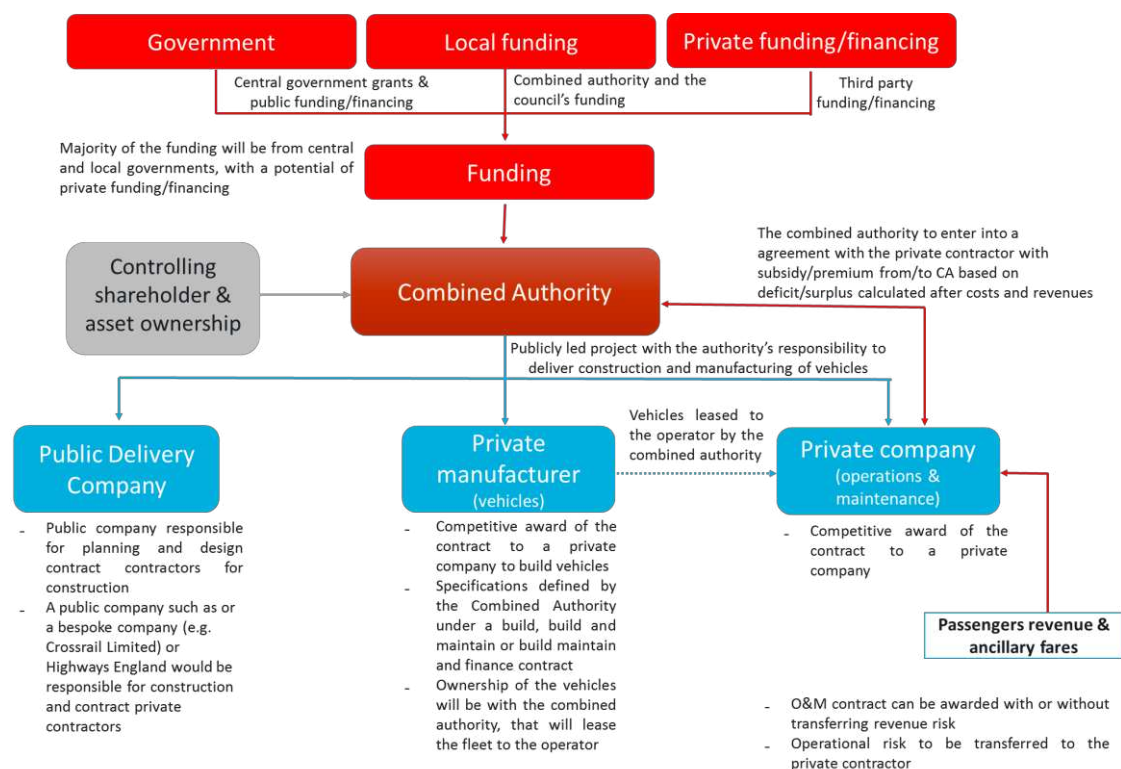 Government
Local funding
Private funding/financing
Central government grants &
public funding/financing
Combined authority and the
council's funding
Third party
funding/financing
Majority of the funding will be from central
and local governments, with a potential of
private funding/financing
Funding
The combined authority to enter into a
agreement with the private contractor with
subsidy/premium from/to CA based on
deficit/surplus calculated after costs and revenues
Controlling
shareholder &
asset ownership
Combined Authority
Publicly led project with the authority's responsibility to
deliver construction and manufacturing of vehicles
Vehicles leased to
the operator by the
combined authority
Public Delivery
Company
Private
manufacturer
(vehicles)
Private company
(operations &
maintenance)
- Public company responsible
for planning and design
contract contractors for
construction
- A public company such as or
a bespoke company (e.g.
Crossrail Limited) or
Highways England would be
responsible for construction
and contract private
contractors
- Competitive award of the
contract to a private
company to build vehicles
- Specifications defined by
the Combined Authority
under a build, build and
maintain or build maintain
and finance contract
- Ownership of the vehicles
will be with the combined
authority, that will lease
the fleet to the operator
- Competitive award of the
contract to a private
company
Passengers revenue &
ancillary fares
- O&M contract can be awarded with or without
transferring revenue risk
- Operational risk to be transferred to the
private contractor